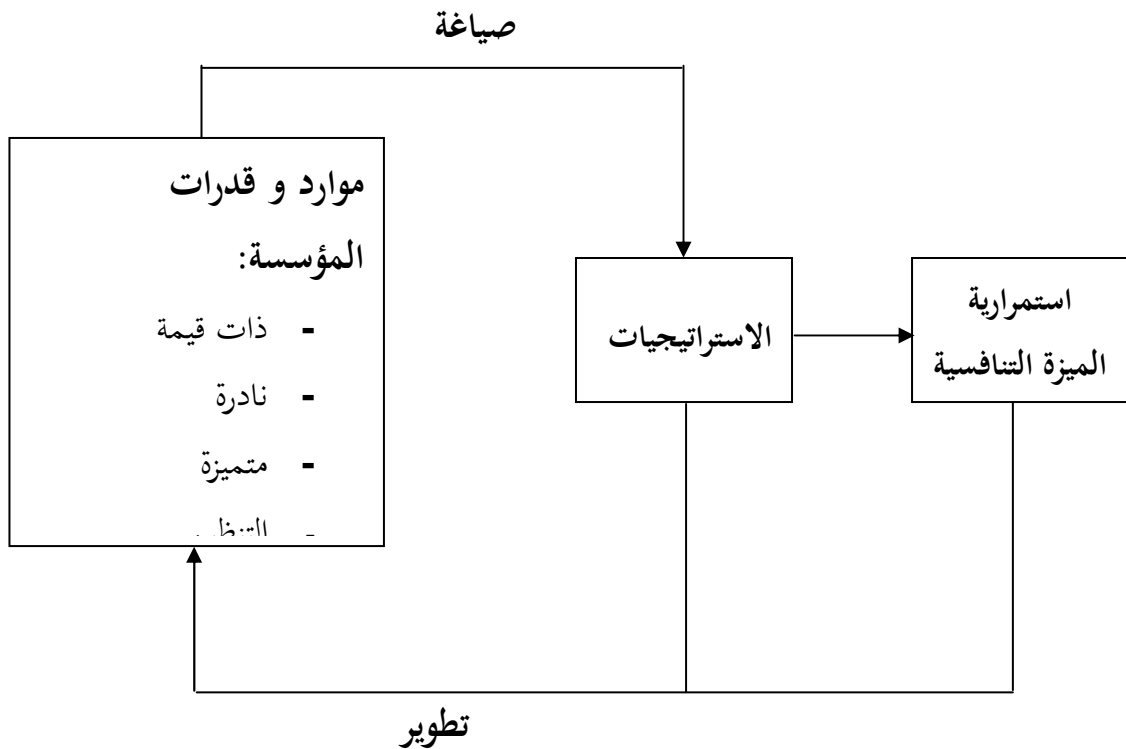 صياغة
موارد و قدرات
المؤسسة:
- ذات قيمة
- نادرة
- متميزة
-
الاستراتيجيات
استمرارية
الميزة التنافسية
تطوير